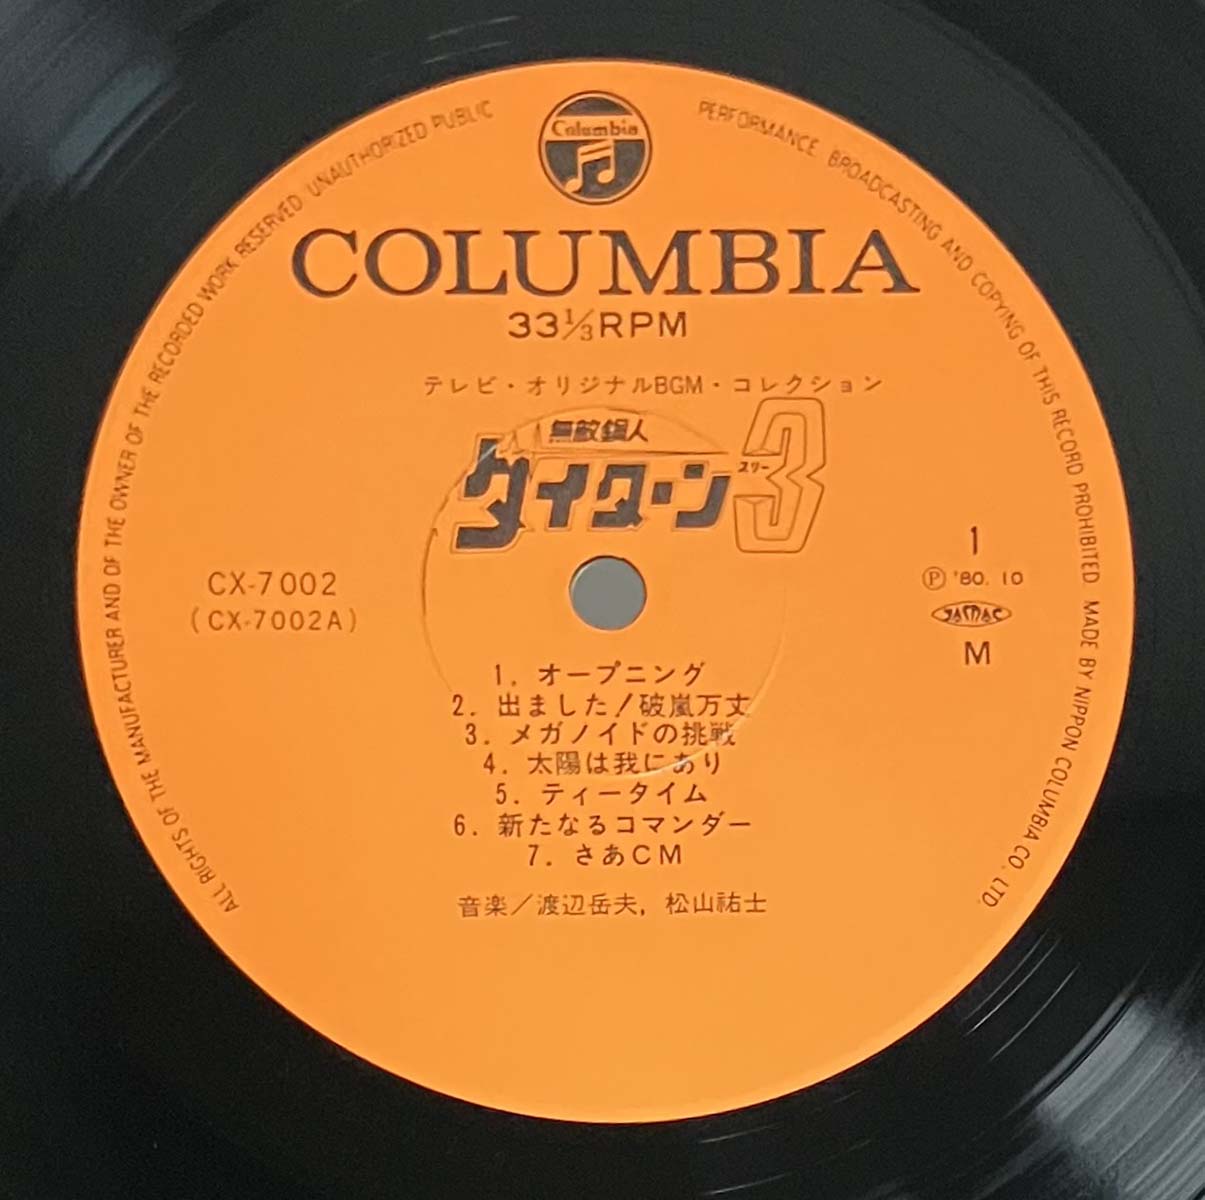 Columbia
COLUMBIA
33 1/3 RPM
テレビ・オリジナルBGM・コレクション
無敵鋼人
ダイターン3
スリー
1
CX-7002
(CX-7002A)
Ⓟ '80. 10
JASRAC
M
1. オープニング
2. 出ました!破嵐万丈
3. メガノイドの挑戦
4. 太陽は我にあり
5. ティータイム
6. 新たなるコマンダー
7. さあCM
音楽/渡辺岳夫, 松山祐士
ALL RIGHTS OF THE MANUFACTURER AND OF THE OWNER OF THE RECORDED WORK RESERVED UNAUTHORIZED PUBLIC PERFORMANCE BROADCASTING AND COPYING OF THIS RECORD PROHIBITED MADE BY NIPPON COLUMBIA CO. LTD.